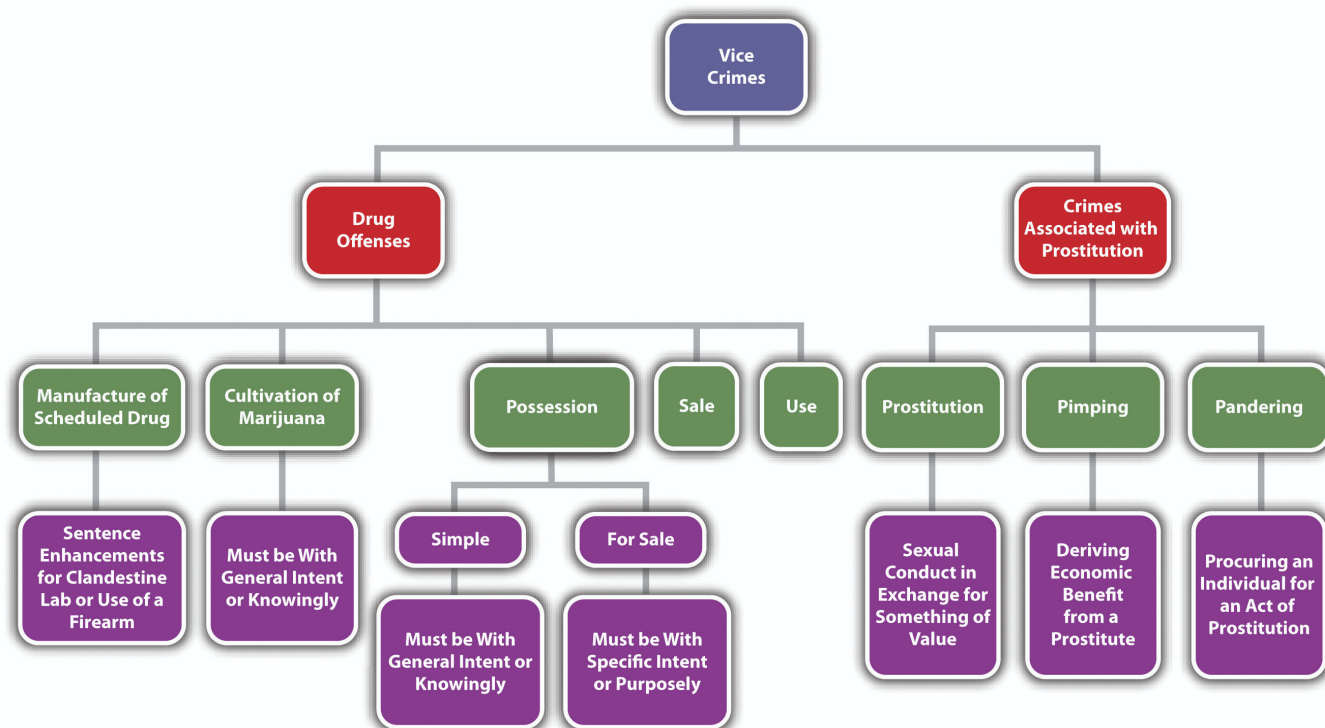 Vice
Crimes
Drug
Offenses
Crimes
Associated with
Prostitution
Manufacture of
Scheduled Drug
Cultivation of
Marijuana
Possession
Sale
Use
Prostitution
Pimping
Pandering
Sentence
Enhancements
for Clandestine
Lab or Use of a
Firearm
Must be With
General Intent
or Knowingly
Simple
For Sale
Must be With
General Intent or
Knowingly
Must be With
Specific Intent
or Purposely
Sexual
Conduct in
Exchange for
Something of
Value
Deriving
Economic
Benefit
from a
Prostitute
Procuring an
Individual for
an Act of
Prostitution